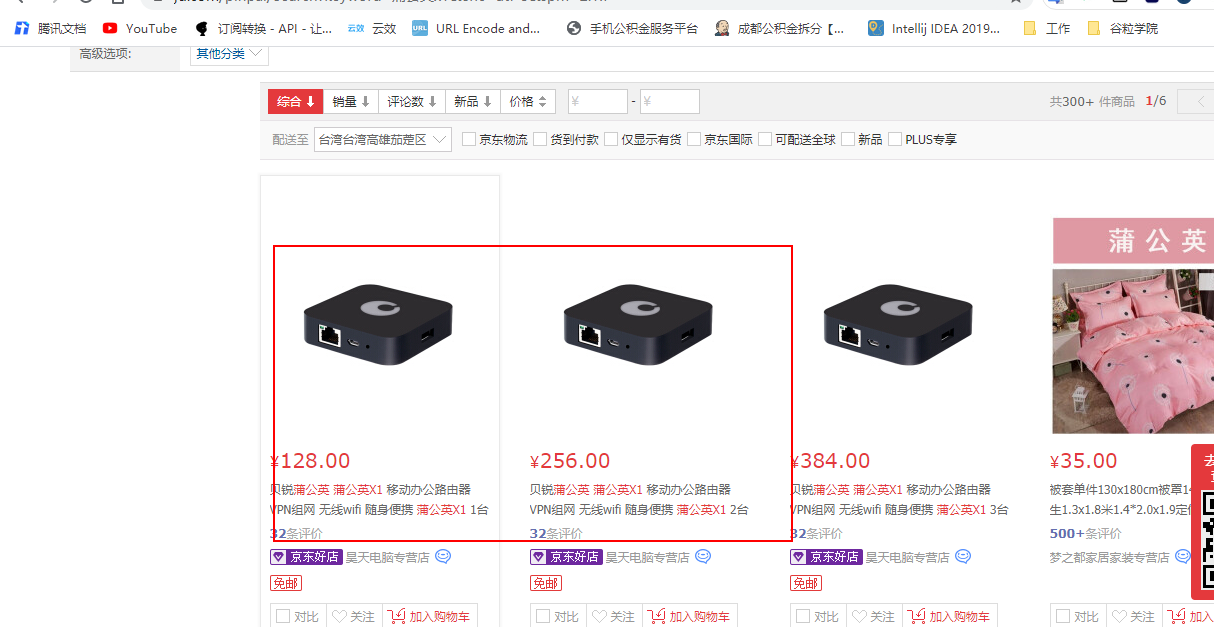 腾讯文档 YouTube 订阅转换 - API - 让... 云效 云效 URL URL Encode and... 手机公积金服务平台 成都公积金拆分【... Intellij IDEA 2019... 工作 谷粒学院
高级选项: 其他分类
综合 销量 评论数 新品 价格 ¥ - ¥ 共300+ 件商品 1/6
配送至 台湾台湾高雄茄萣区 京东物流 货到付款 仅显示有货 京东国际 可配送全球 新品 PLUS专享
蒲公英
¥128.00 ¥256.00 ¥384.00 ¥35.00
贝锐蒲公英 蒲公英X1 移动办公路由器
VPN组网 无线wifi 随身便携 蒲公英X1 1台
32条评价
京东好店 昊天电脑专营店
免邮
对比 关注 加入购物车
贝锐蒲公英 蒲公英X1 移动办公路由器
VPN组网 无线wifi 随身便携 蒲公英X1 2台
32条评价
京东好店 昊天电脑专营店
免邮
对比 关注 加入购物车
贝锐蒲公英 蒲公英X1 移动办公路由器
VPN组网 无线wifi 随身便携 蒲公英X1 3台
32条评价
京东好店 昊天电脑专营店
免邮
对比 关注 加入购物车
被套单件130x180cm被罩1
生1.3x1.8米1.4*2.0x1.9定
500+条评价
梦之都家居家装专营店
对比 关注 加入
去